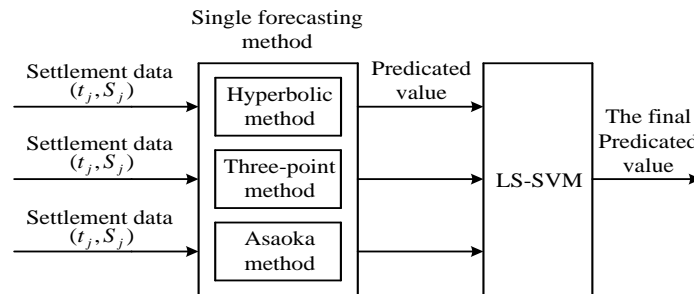 Single forecasting
method
Settlement data
(t_j, S_j)
Settlement data
(t_j, S_j)
Settlement data
(t_j, S_j)
Hyperbolic
method
Three-point
method
Asaoka
method
Predicated
value
LS-SVM
The final
Predicated
value